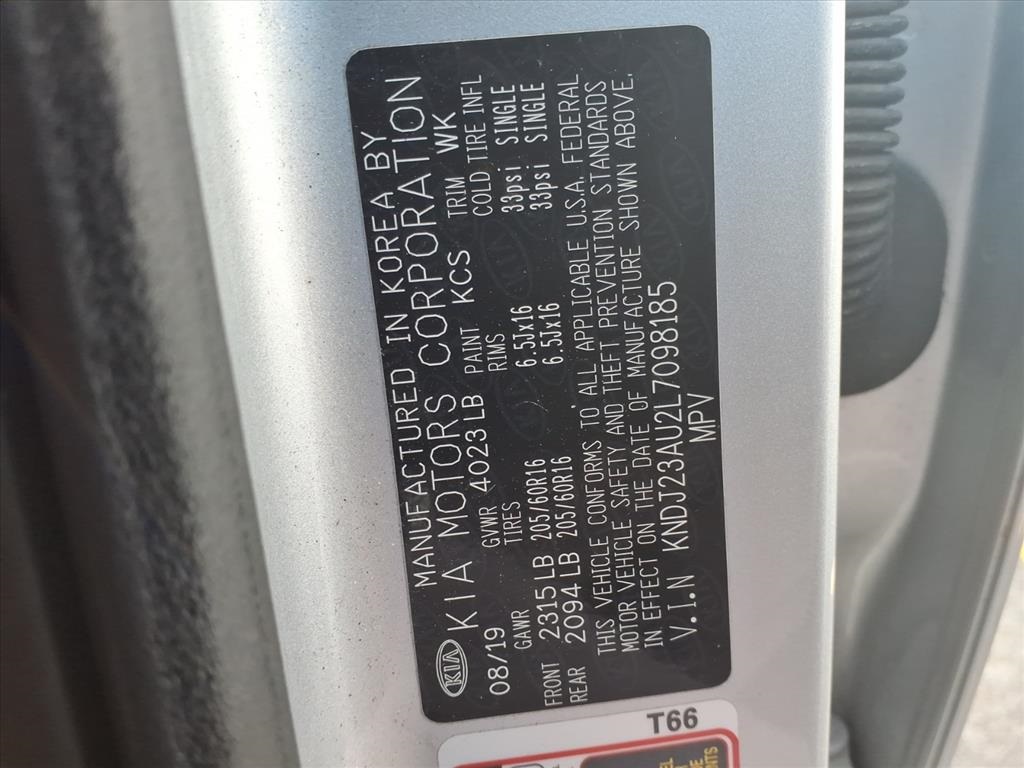 MANUFACTURED IN KOREA BY
KIA KIA MOTORS CORPORATION
08/19 GVWR 4023 LB PAINT KCS TRIM WK
GAWR TIRES RIMS COLD TIRE INFL
FRONT 2315 LB 205/60R16 6.5Jx16 33psi SINGLE
REAR 2094 LB 205/60R16 6.5Jx16 33psi SINGLE
THIS VEHICLE CONFORMS TO ALL APPLICABLE U.S.A. FEDERAL
MOTOR VEHICLE SAFETY AND THEFT PREVENTION STANDARDS
IN EFFECT ON THE DATE OF MANUFACTURE SHOWN ABOVE.
V.I.N KNDJ23AU2L7098185
MPV
T66